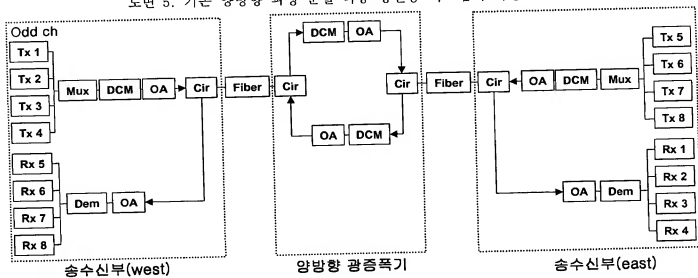 Odd ch
Tx 1
Tx 2
Tx 3
Tx 4
Mux DCM OA Cir Fiber Cir
DCM OA
OA DCM
Cir Fiber Cir OA DCM Mux
Tx 5
Tx 6
Tx 7
Tx 8
Rx 5
Rx 6
Rx 7
Rx 8
Dem OA
OA Dem
Rx 1
Rx 2
Rx 3
Rx 4
송수신부(west)
양방향 광증폭기
송수신부(east)